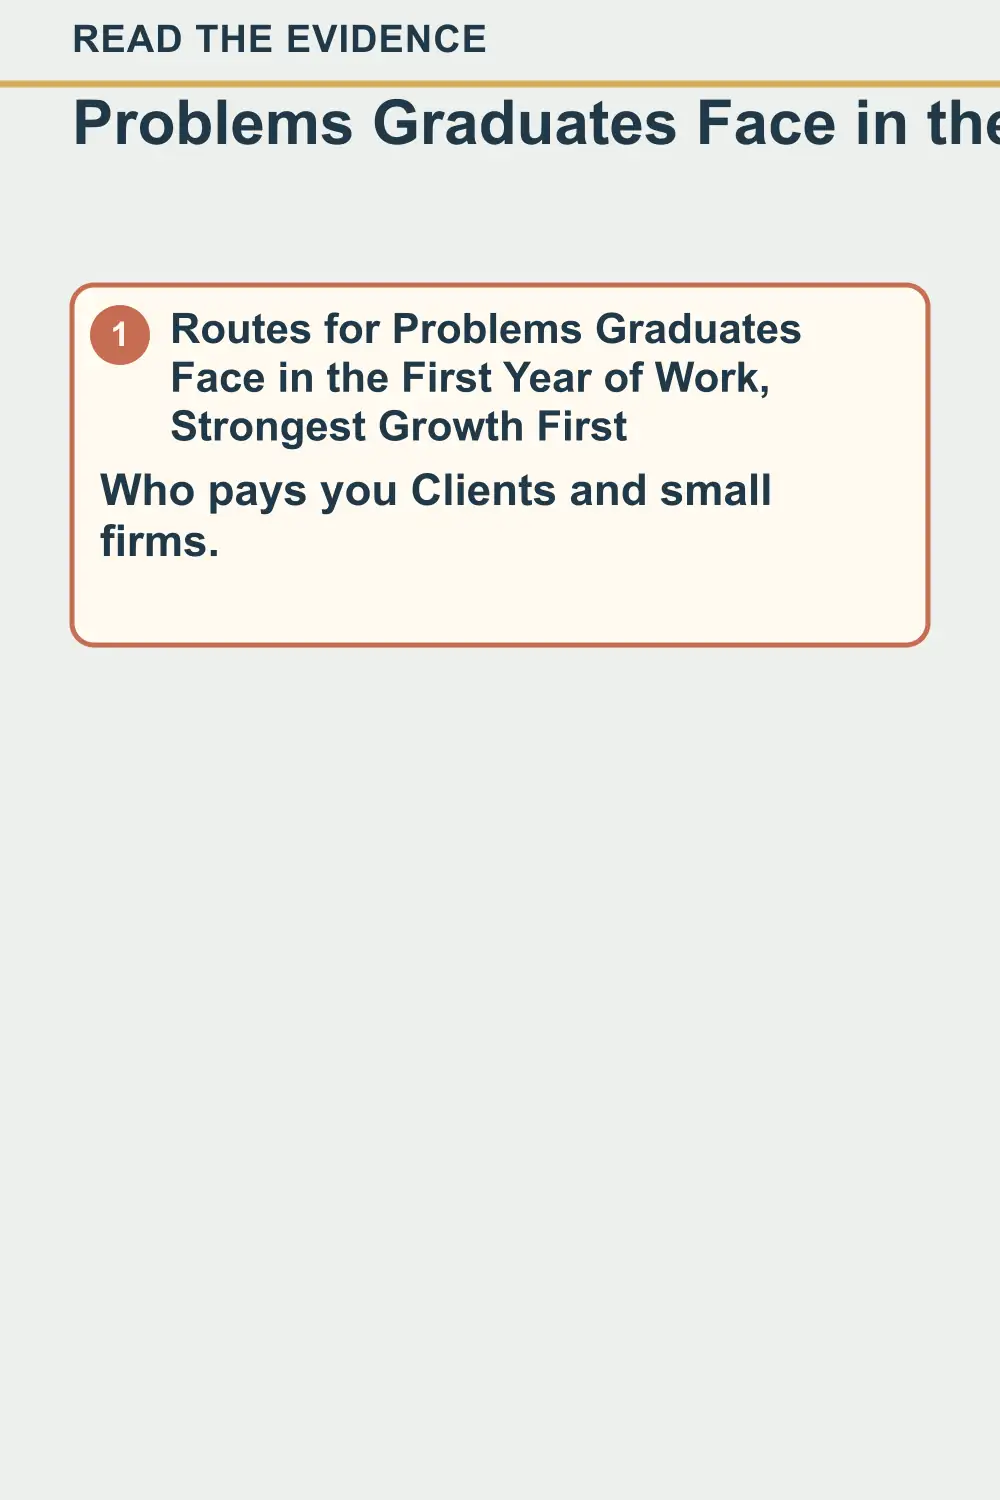 READ THE EVIDENCE
Problems Graduates Face in the
1
Routes for Problems Graduates
Face in the First Year of Work,
Strongest Growth First
Who pays you Clients and small
firms.